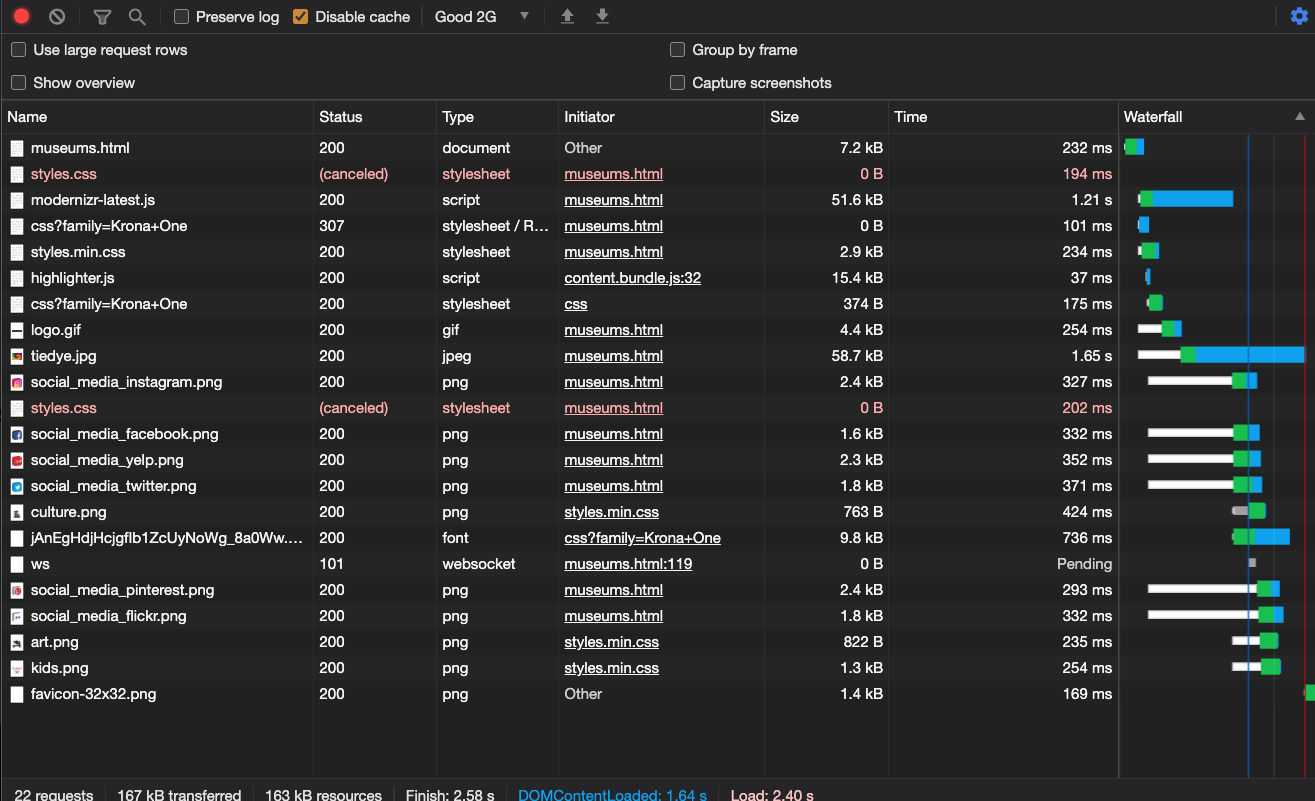 Preserve log Disable cache Good 2G
Use large request rows Group by frame
Show overview Capture screenshots
Name Status Type Initiator Size Time Waterfall
museums.html 200 document Other 7.2 kB 232 ms
styles.css (canceled) stylesheet museums.html 0 B 194 ms
modernizr-latest.js 200 script museums.html 51.6 kB 1.21 s
css?family=Krona+One 307 stylesheet / R… museums.html 0 B 101 ms
styles.min.css 200 stylesheet museums.html 2.9 kB 234 ms
highlighter.js 200 script content.bundle.js:32 15.4 kB 37 ms
css?family=Krona+One 200 stylesheet css 374 B 175 ms
logo.gif 200 gif museums.html 4.4 kB 254 ms
tiedye.jpg 200 jpeg museums.html 58.7 kB 1.65 s
social_media_instagram.png 200 png museums.html 2.4 kB 327 ms
styles.css (canceled) stylesheet museums.html 0 B 202 ms
social_media_facebook.png 200 png museums.html 1.6 kB 332 ms
social_media_yelp.png 200 png museums.html 2.3 kB 352 ms
social_media_twitter.png 200 png museums.html 1.8 kB 371 ms
culture.png 200 png styles.min.css 763 B 424 ms
jAnEgHdjHcjgfIb1ZcUyNoWg_8a0Ww.… 200 font css?family=Krona+One 9.8 kB 736 ms
ws 101 websocket museums.html:119 0 B Pending
social_media_pinterest.png 200 png museums.html 2.4 kB 293 ms
social_media_flickr.png 200 png museums.html 1.8 kB 332 ms
art.png 200 png styles.min.css 822 B 235 ms
kids.png 200 png styles.min.css 1.3 kB 254 ms
favicon-32x32.png 200 png Other 1.4 kB 169 ms
22 requests 167 kB transferred 163 kB resources Finish: 2.58 s DOMContentLoaded: 1.64 s Load: 2.40 s